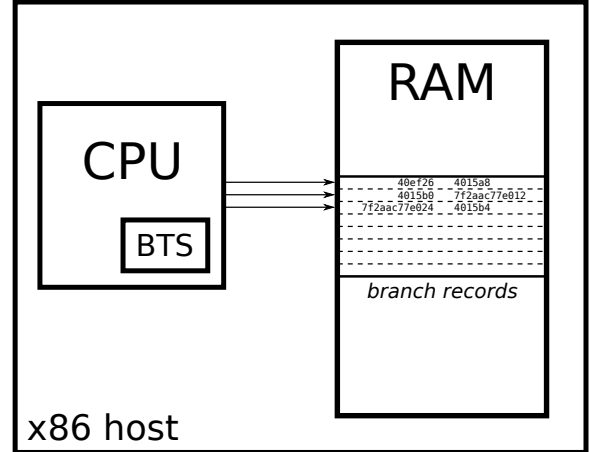 CPU
BTS
RAM
40ef26 4015a8
4015b0 7f2aac77e012
7f2aac77e024 4015b4
branch records
x86 host